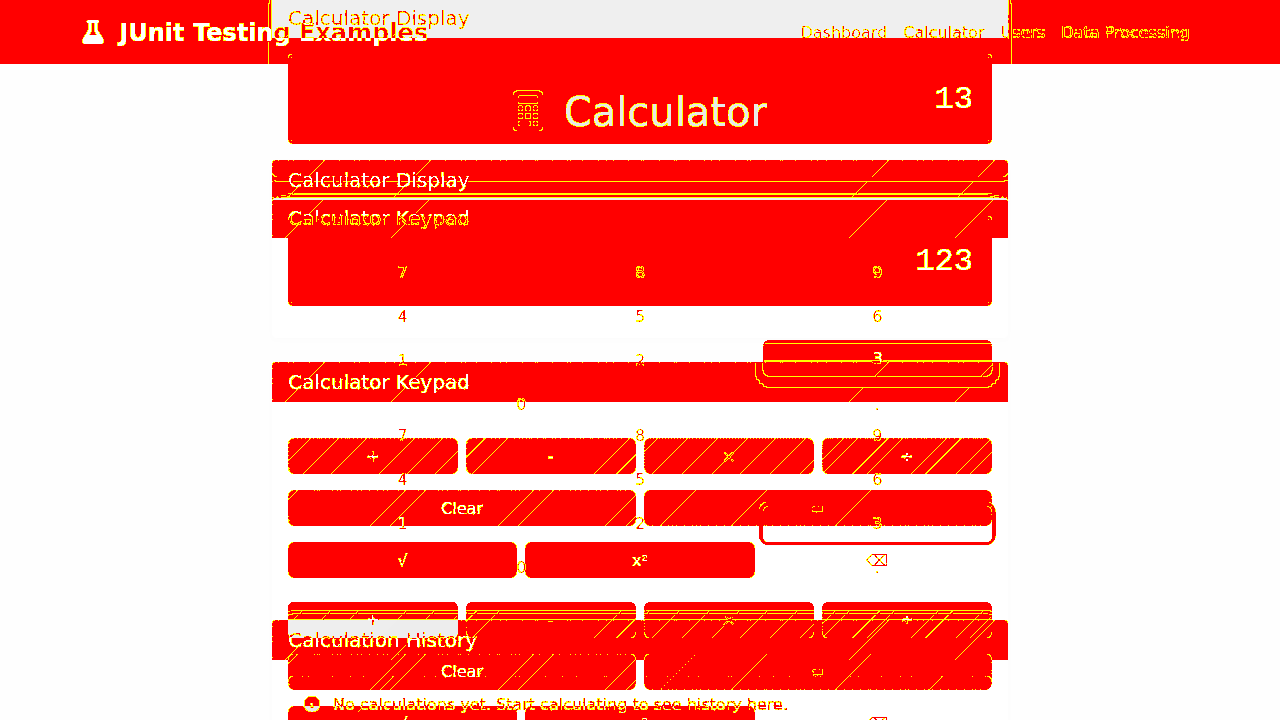 Calculator Display
JUnit Testing Examples
Dashboard Calculator Users Data Processing
13
Calculator
Calculator Display
Calculator Keypad
123
7 8 9
4 5 6
1 2 3
Calculator Keypad
0 .
7 8 9
+ - × ÷
4 5 6
Clear =
1 2 3
√ x² ⌫
0 .
+ - × ÷
Calculation History
Clear =
No calculations yet. Start calculating to see history here.